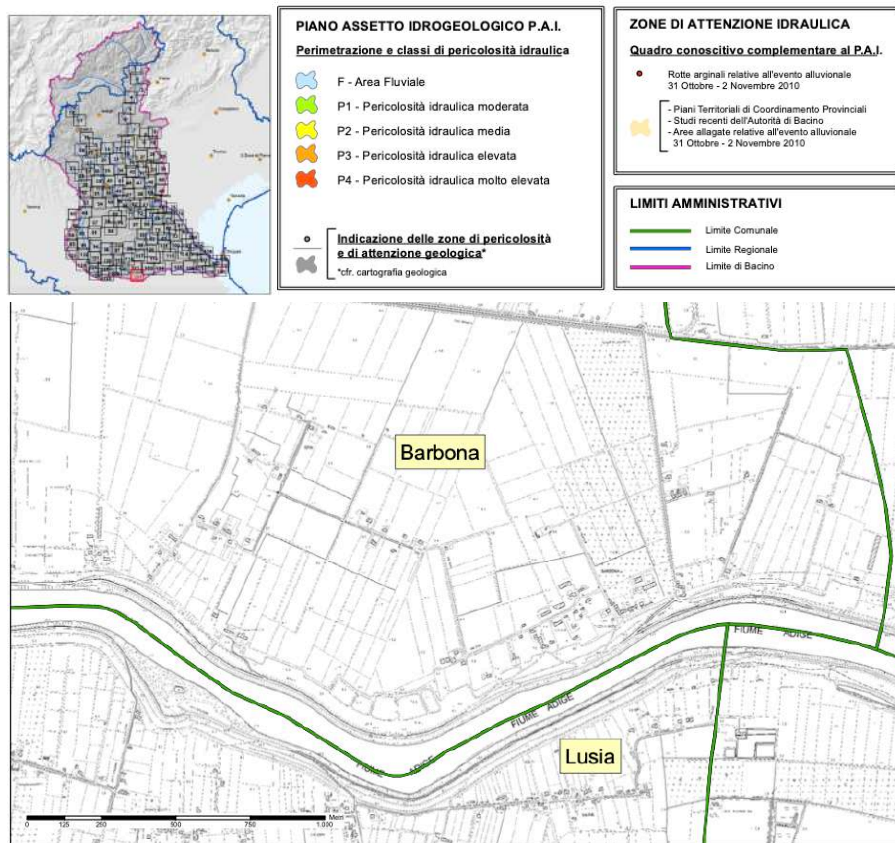 PIANO ASSETTO IDROGEOLOGICO P.A.I.
Perimetrazione e classi di pericolosità idraulica
F - Area Fluviale
P1 - Pericolosità idraulica moderata
P2 - Pericolosità idraulica media
P3 - Pericolosità idraulica elevata
P4 - Pericolosità idraulica molto elevata
Indicazione delle zone di pericolosità
e di attenzione geologica*
*cfr. cartografia geologica
ZONE DI ATTENZIONE IDRAULICA
Quadro conoscitivo complementare al P.A.I.
Rotte arginali relative all'evento alluvionale
31 Ottobre - 2 Novembre 2010
- Piani Territoriali di Coordinamento Provinciali
- Studi recenti dell'Autorità di Bacino
- Aree allagate relative all'evento alluvionale
31 Ottobre - 2 Novembre 2010
LIMITI AMMINISTRATIVI
Limite Comunale
Limite Regionale
Limite di Bacino
Barbona
FIUME ADIGE
FIUME ADIGE
FIUME ADIGE
Lusia
0 125 250 500 750 1.000 Metri